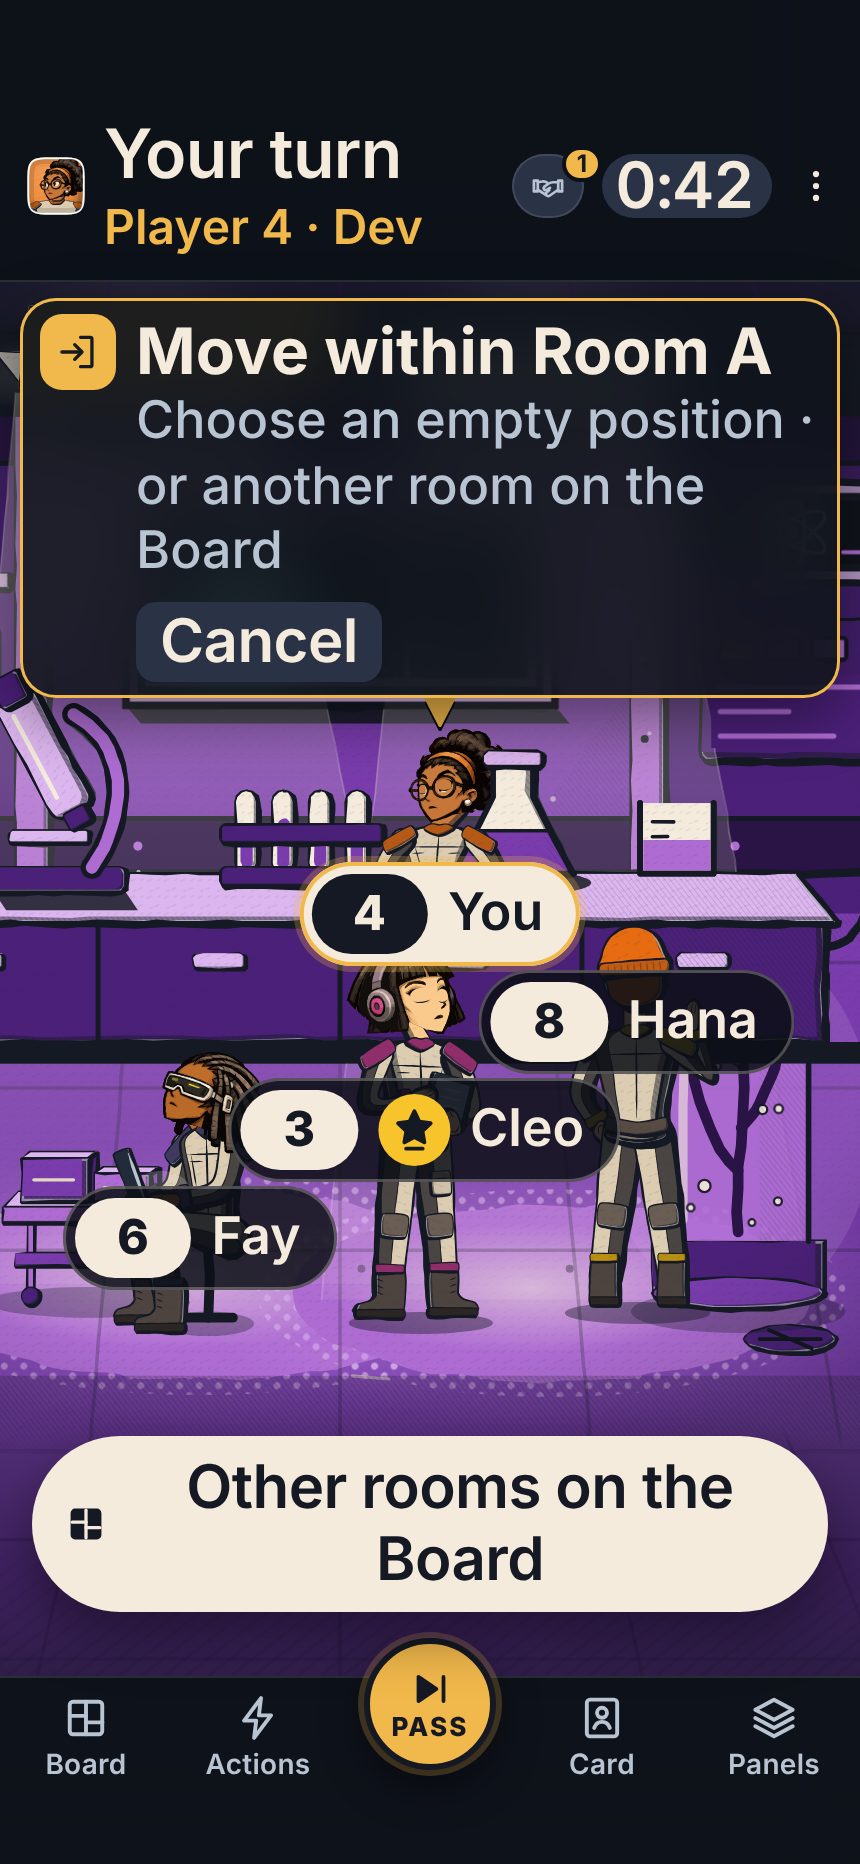 Your turn
Player 4 · Dev
1
0:42
Move within Room A
Choose an empty position ·
or another room on the
Board
Cancel
4 You
8 Hana
3 Cleo
6 Fay
Other rooms on the
Board
PASS
Board
Actions
Card
Panels